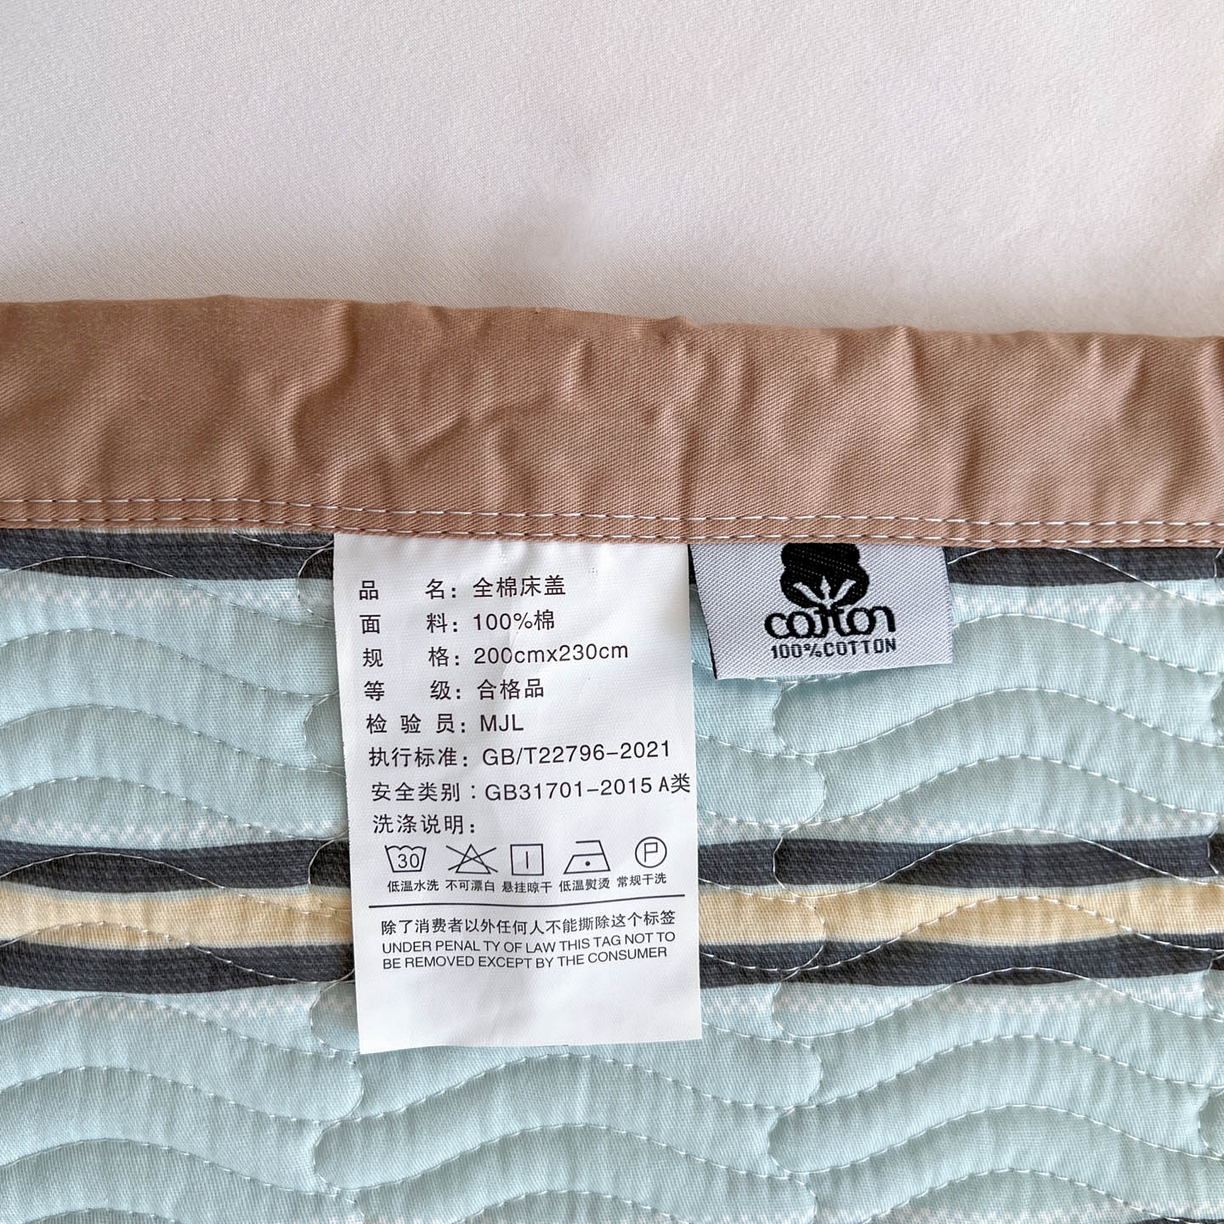 品 名：全棉床盖
面 料：100%棉
规 格：200cmx230cm
等 级：合格品
检 验 员：MJL
执行标准：GB/T22796-2021
安全类别：GB31701-2015 A类
洗涤说明：
30 P
低温水洗 不可漂白 悬挂晾干 低温熨烫 常规干洗
除了消费者以外任何人不能撕除这个标签
UNDER PENAL TY OF LAW THIS TAG NOT TO
BE REMOVED EXCEPT BY THE CONSUMER
cotton
100%COTTON